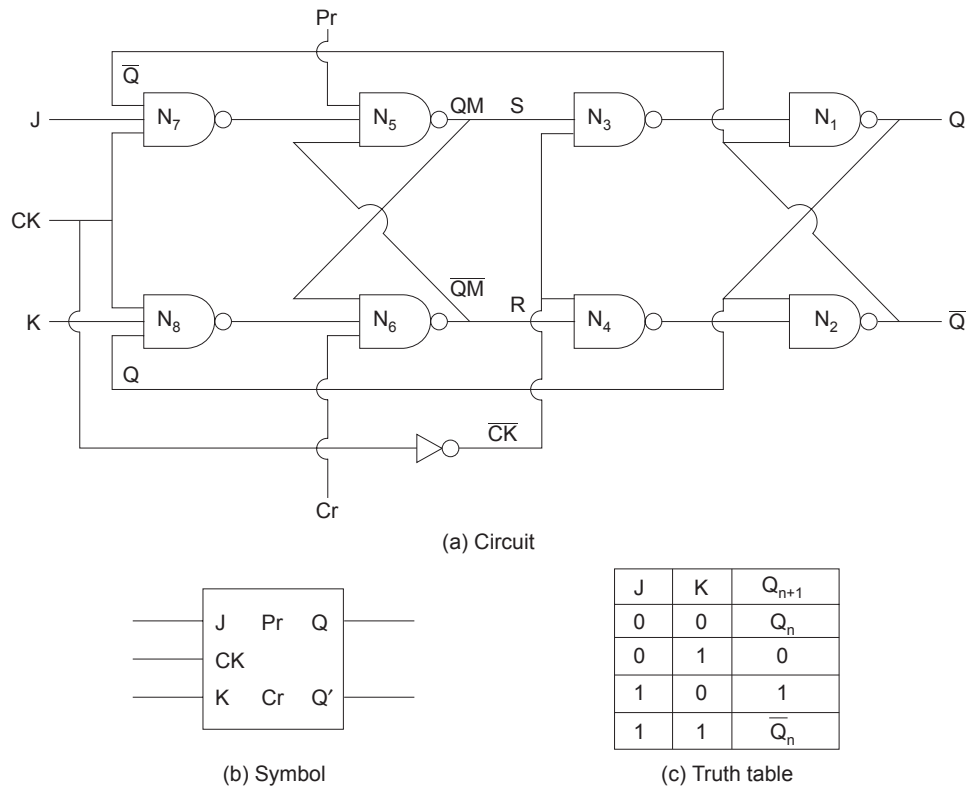 Pr
Q̅
J N₇ N₅ QM S N₃ N₁ Q
CK
K N₈ N₆ Q̅M̅ R N₄ N₂ Q̅
Q
C̅K̅
Cr
(a) Circuit
J Pr Q
CK
K Cr Q′
(b) Symbol
J K Qₙ₊₁
0 0 Qₙ
0 1 0
1 0 1
1 1 Q̅ₙ
(c) Truth table